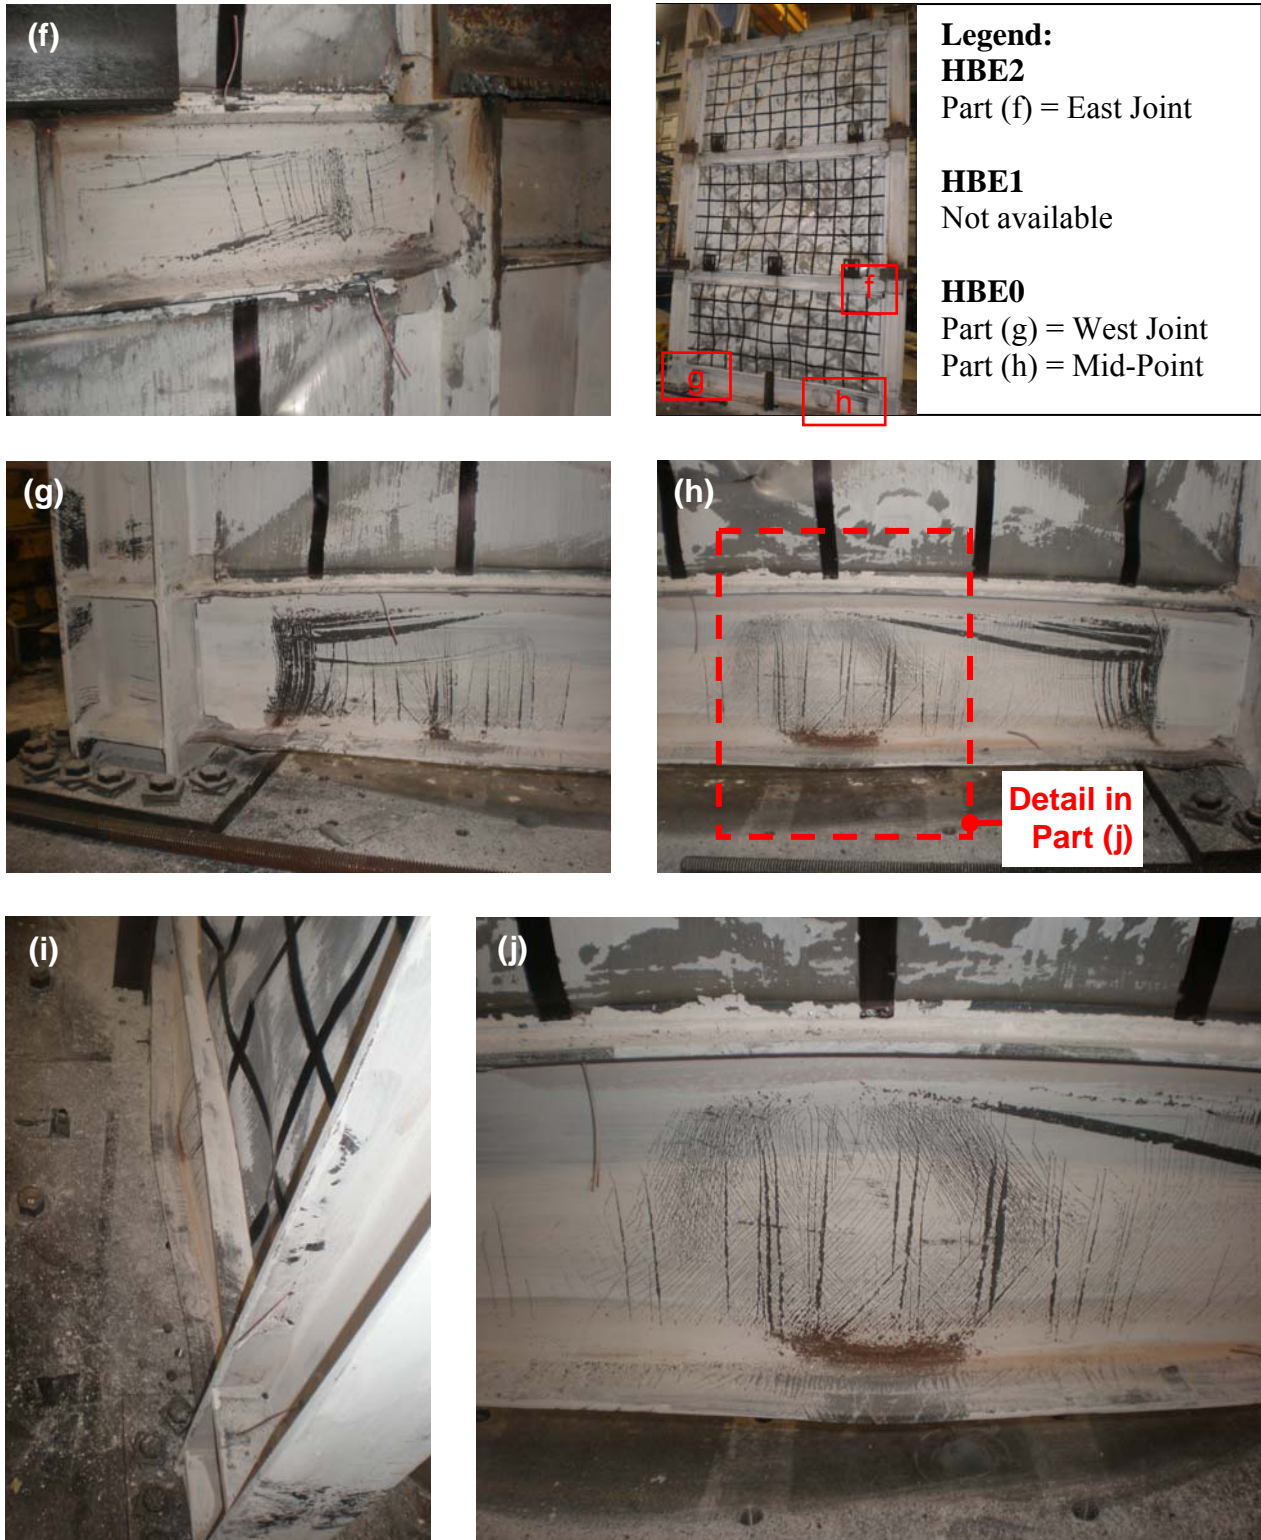 (f)
Legend:
HBE2
Part (f) = East Joint
HBE1
Not available
HBE0
Part (g) = West Joint
Part (h) = Mid-Point
f
g
h
(g)
(h)
Detail in
Part (j)
(i)
(j)